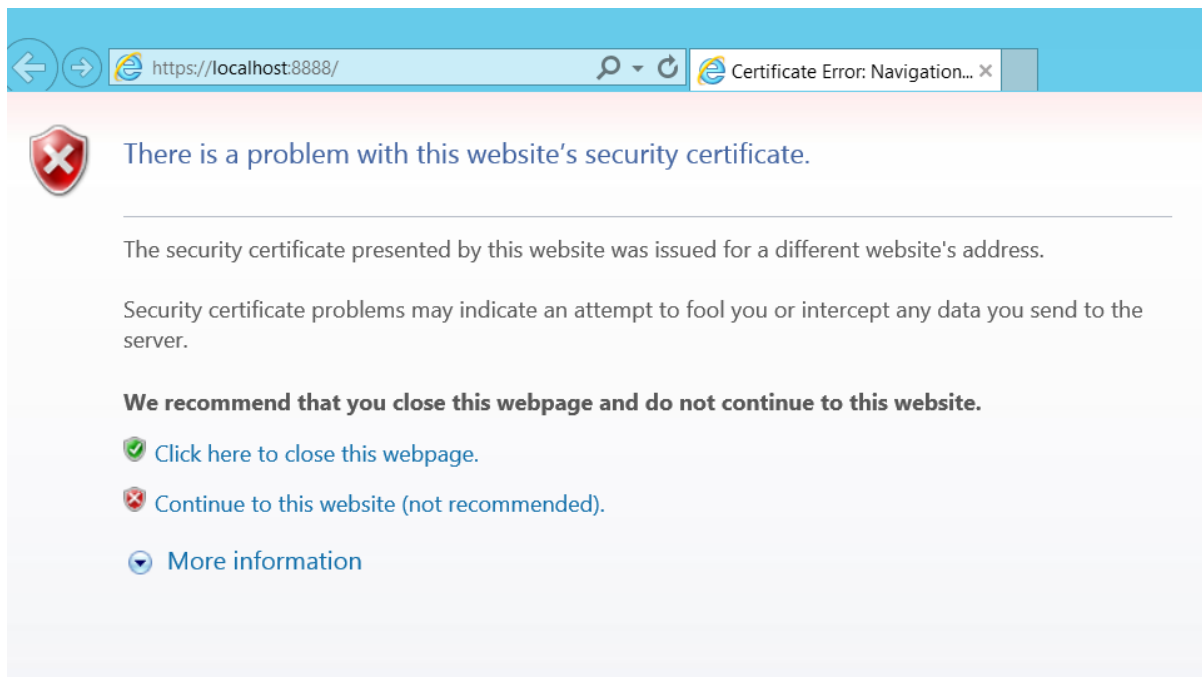 https://localhost:8888/
Certificate Error: Navigation...
There is a problem with this website's security certificate.
The security certificate presented by this website was issued for a different website's address.
Security certificate problems may indicate an attempt to fool you or intercept any data you send to the
server.
We recommend that you close this webpage and do not continue to this website.
Click here to close this webpage.
Continue to this website (not recommended).
More information